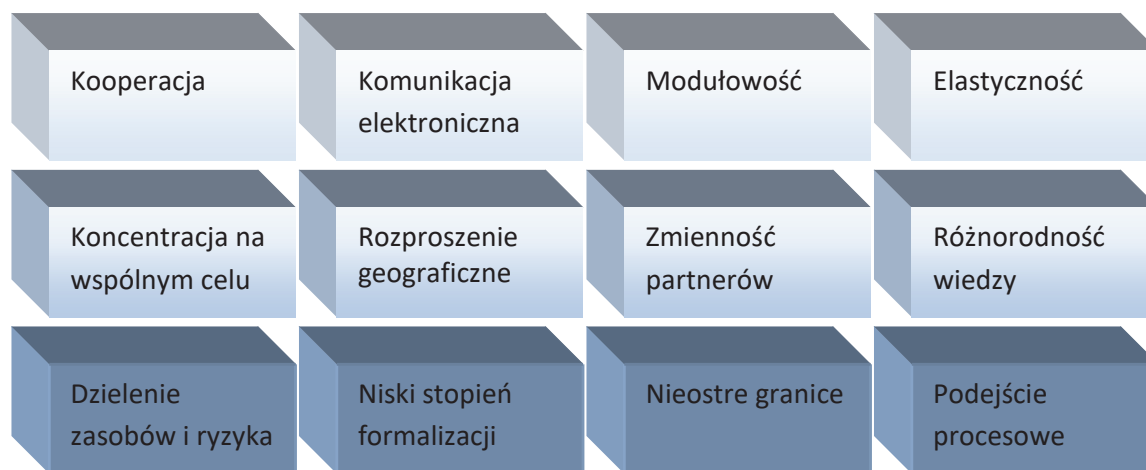 Kooperacja
Komunikacja
elektroniczna
Modułowość
Elastyczność
Koncentracja na
wspólnym celu
Rozproszenie
geograficzne
Zmienność
partnerów
Różnorodność
wiedzy
Dzielenie
zasobów i ryzyka
Niski stopień
formalizacji
Nieostre granice
Podejście
procesowe